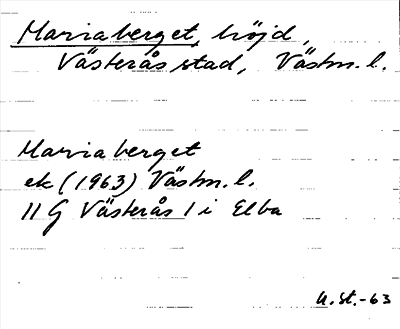 Mariaberget, höjd,
Västerås stad, Västm. l.
Mariaberget
ek (1963) Västm. l.
11 G Västerås 1 i Elba
U. St. -63